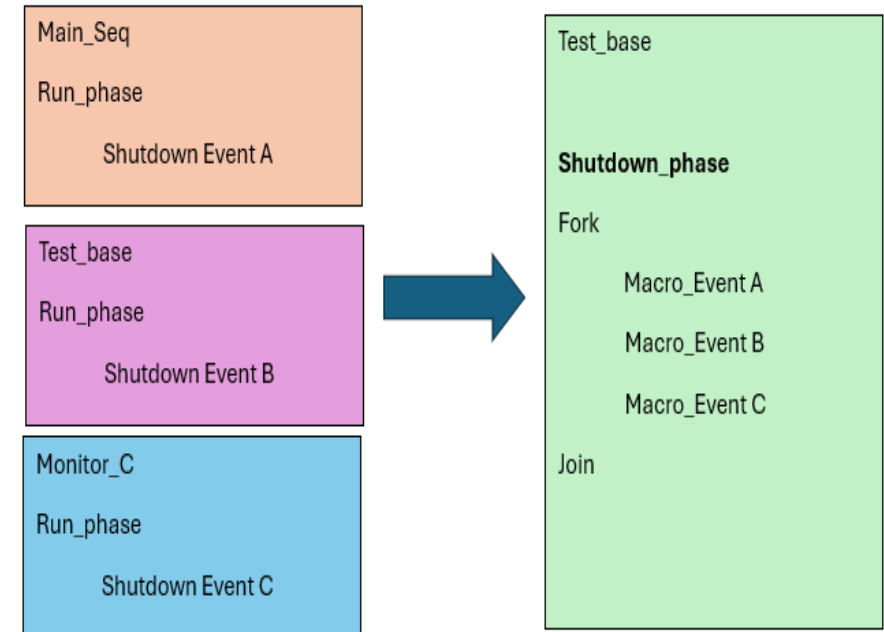 Main_Seq
Run_phase
Shutdown Event A
Test_base
Run_phase
Shutdown Event B
Monitor_C
Run_phase
Shutdown Event C
Test_base
Shutdown_phase
Fork
Macro_Event A
Macro_Event B
Macro_Event C
Join